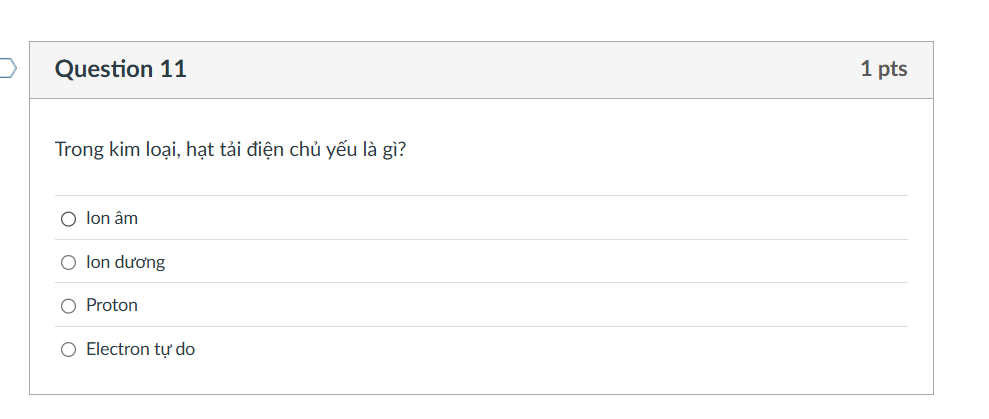 Question 11
1 pts
Trong kim loại, hạt tải điện chủ yếu là gì?
Ion âm
Ion dương
Proton
Electron tự do